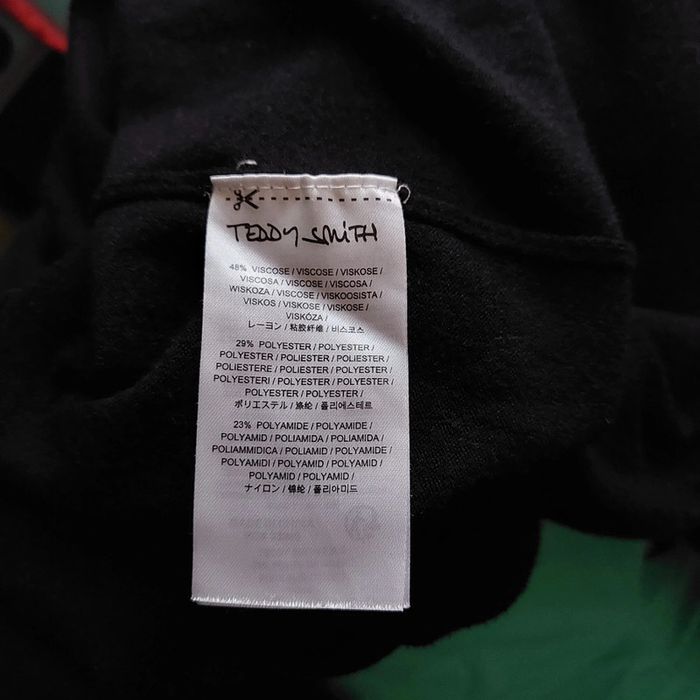 TEDDY SMITH
48% VISCOSE / VISCOSE / VISKOSE /
VISCOSA / VISCOSA / VISCOSA /
WISKOZA / VISCOZA / VISKOOSISTA /
VISKOS / VISKOSE / VISKOSE /
VISKÓZA /
レーヨン / 粘胶纤维 / 비스코스
29% POLYESTER / POLYESTER /
POLYESTER / POLIESTER / POLIÉSTER /
POLIESTERE / POLIESTER / POLIESTER /
POLYESTERI / POLYESTER / POLYESTER /
POLYESTER / POLYESTER /
ポリエステル / 涤纶 / 폴리에스테르
23% POLYAMIDE / POLYAMIDE /
POLYAMID / POLIAMIDA / POLIAMIDA /
POLIAMMIDICA / POLIAMID / POLYAMIDE /
POLYAMIDI / POLYAMID / POLYAMID /
POLYAMID / POLYAMID /
ナイロン / 锦纶 / 폴리아미드